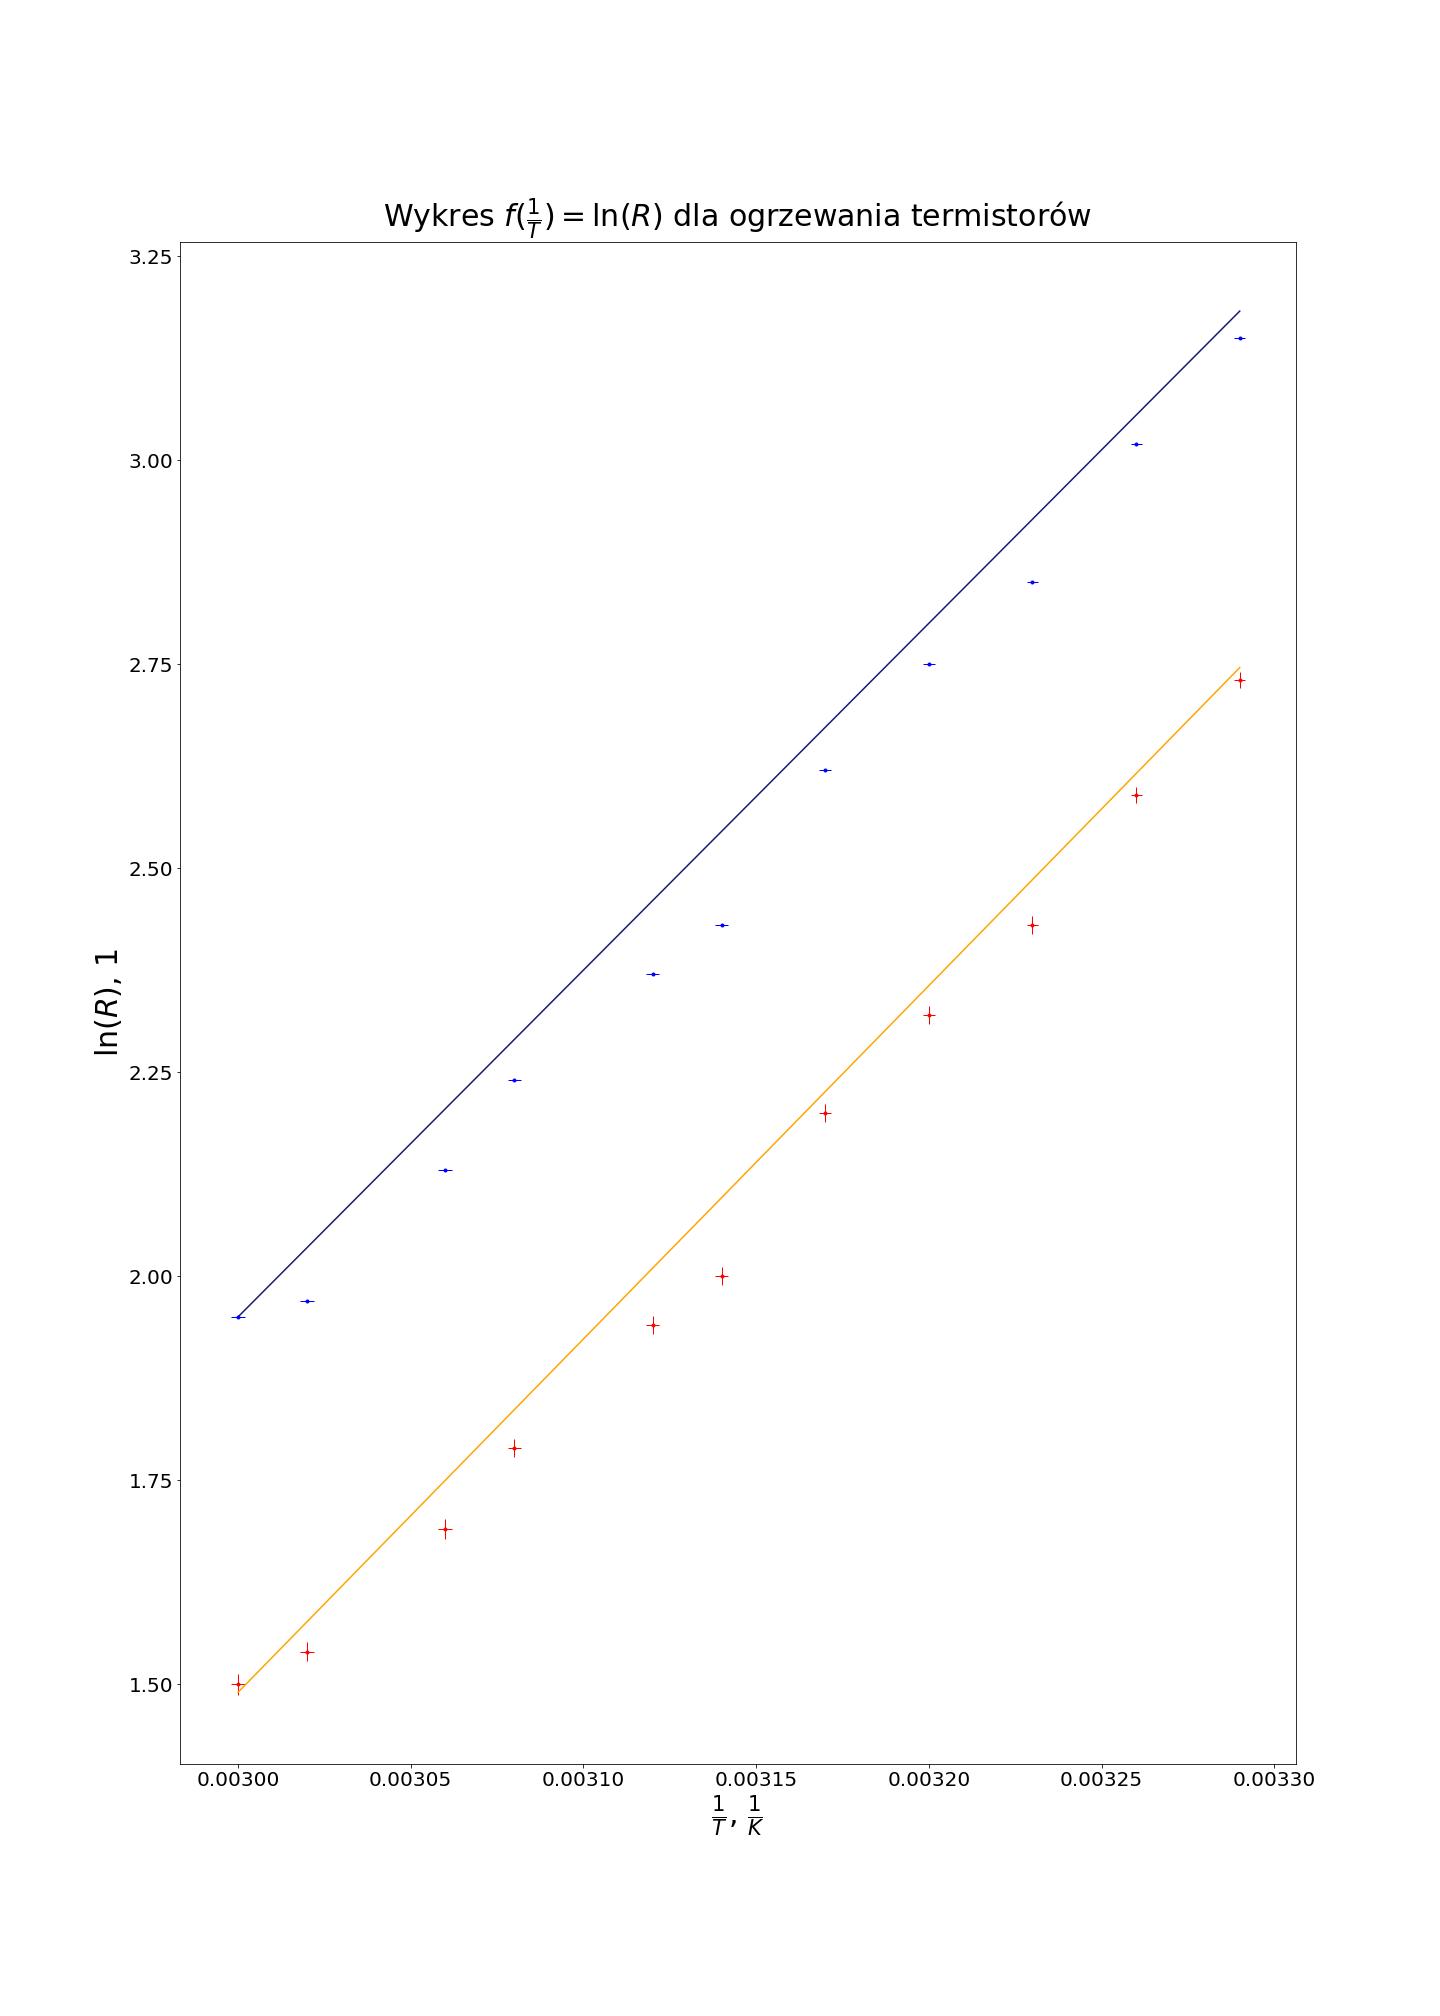 Wykres f(1/T) = ln(R) dla ogrzewania termistorów
3.25
3.00
2.75
2.50
2.25
2.00
1.75
1.50
ln(R), 1
0.00300 0.00305 0.00310 0.00315 0.00320 0.00325 0.00330
1/T, 1/K